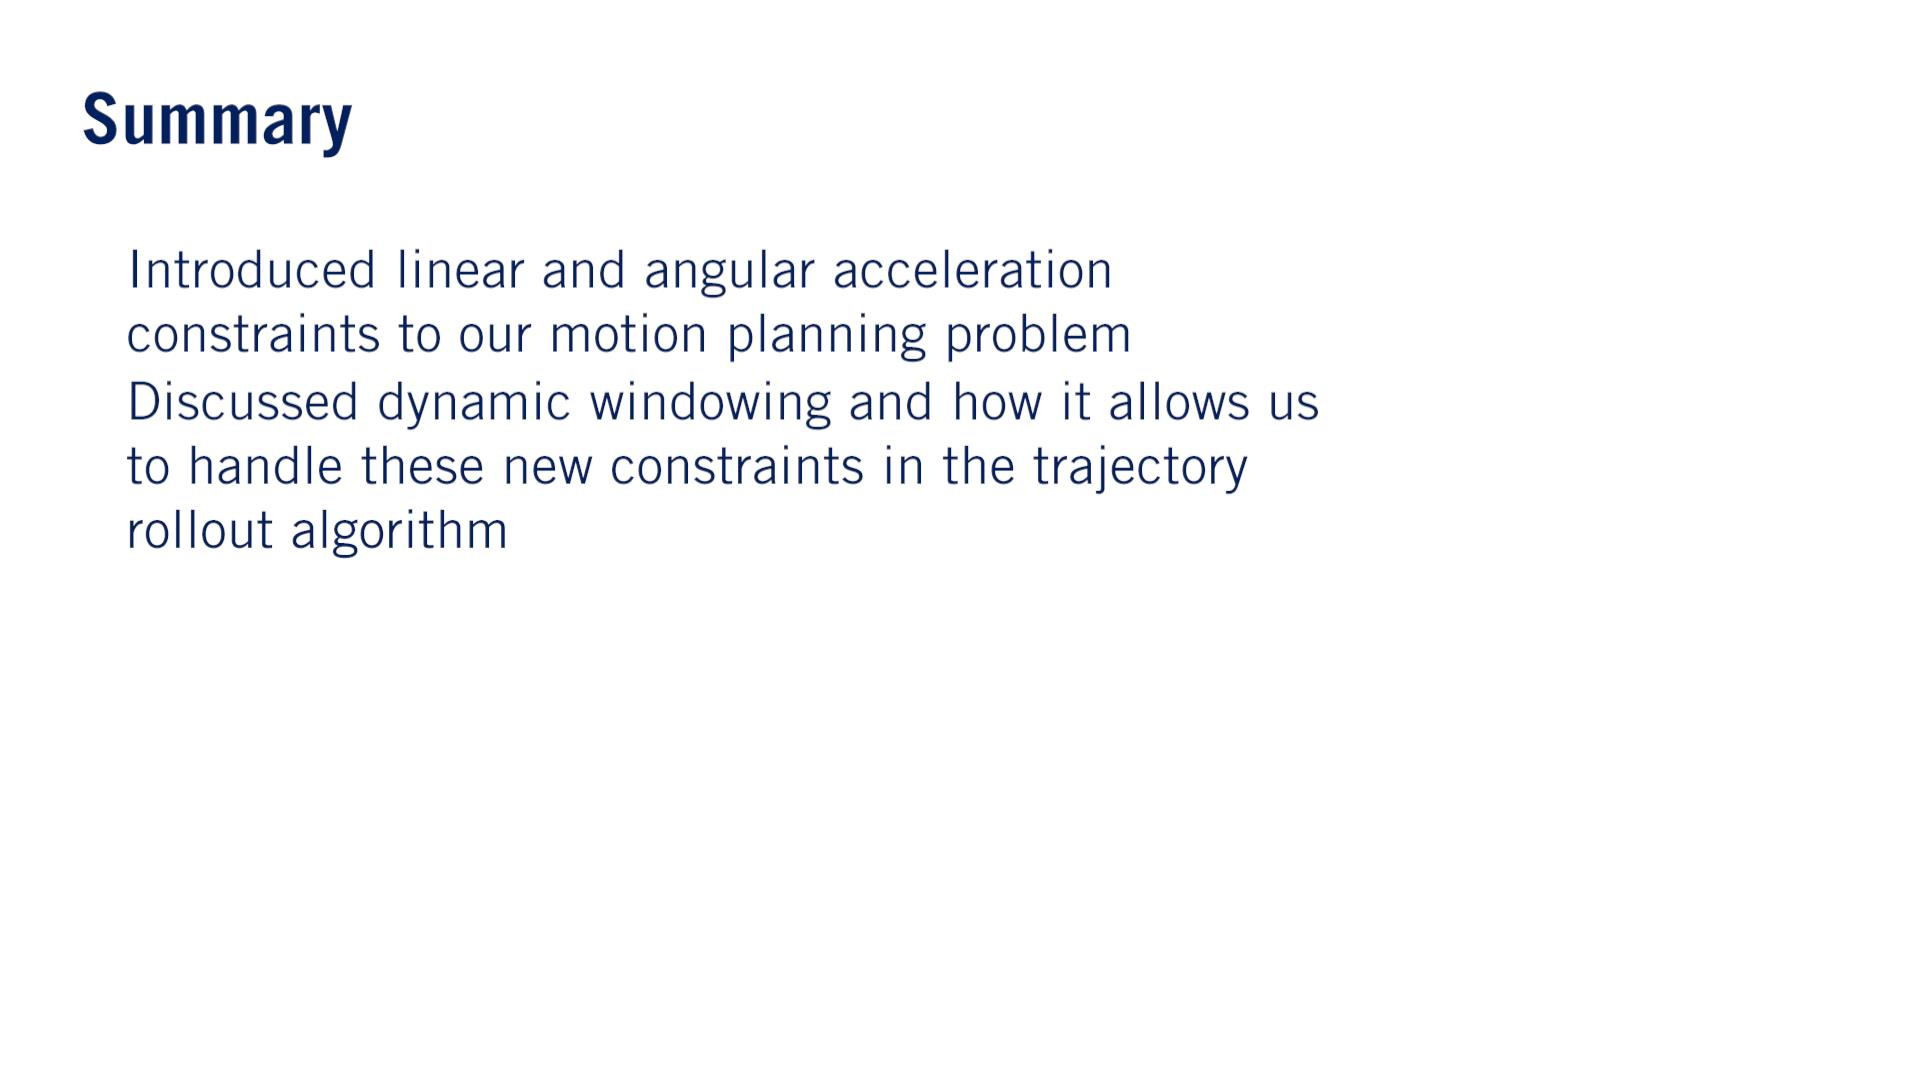 Summary
Introduced linear and angular acceleration
constraints to our motion planning problem
Discussed dynamic windowing and how it allows us
to handle these new constraints in the trajectory
rollout algorithm